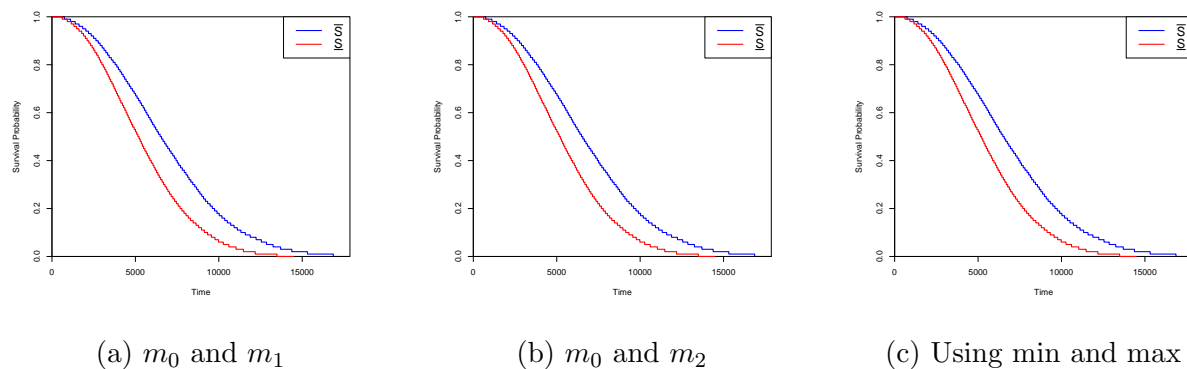 1.0
S̅
S̲
0.8
0.6
Survival Probability
0.4
0.2
0.0
0 5000 10000 15000
Time
(a) m₀ and m₁
1.0
S̅
S̲
0.8
0.6
Survival Probability
0.4
0.2
0.0
0 5000 10000 15000
Time
(b) m₀ and m₂
1.0
S̅
S̲
0.8
0.6
Survival Probability
0.4
0.2
0.0
0 5000 10000 15000
Time
(c) Using min and max